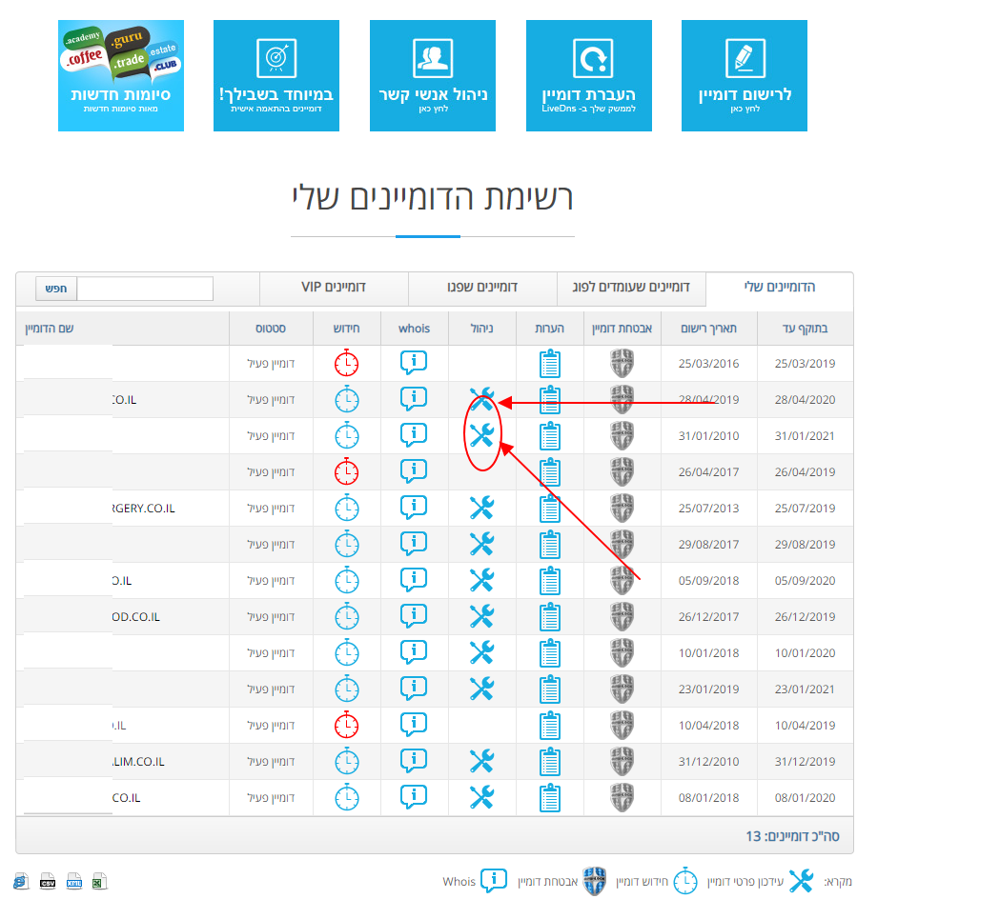 לרישום דומיין
לחץ כאן
העברת דומיין
לממשק שלך ב- LiveDns
ניהול אנשי קשר
לחץ כאן
במיוחד בשבילך!
דומיינים בהתאמה אישית
.academy
.guru
.coffee
.trade
.estate
.CLUB
סיומות חדשות
מאות סיומות חדשות
רשימת הדומיינים שלי
הדומיינים שלי דומיינים שעומדים לפוג דומיינים שפגו דומיינים VIP חפש
בתוקף עד תאריך רישום אבטחת דומיין הערות ניהול whois חידוש סטטוס שם הדומיין
25/03/2019 25/03/2016 דומיין פעיל
28/04/2020 28/04/2019 דומיין פעיל CO.IL
31/01/2021 31/01/2010 דומיין פעיל
26/04/2019 26/04/2017 דומיין פעיל
25/07/2019 25/07/2013 דומיין פעיל RGERY.CO.IL
29/08/2019 29/08/2017 דומיין פעיל
05/09/2020 05/09/2018 דומיין פעיל O.IL
26/12/2019 26/12/2017 דומיין פעיל OD.CO.IL
10/01/2020 10/01/2018 דומיין פעיל
23/01/2021 23/01/2019 דומיין פעיל
10/04/2019 10/04/2018 דומיין פעיל .IL
31/12/2019 31/12/2010 דומיין פעיל LIM.CO.IL
08/01/2020 08/01/2018 דומיין פעיל CO.IL
סה"כ דומיינים: 13
מקרא: עידכון פרטי דומיין חידוש דומיין אבטחת דומיין Whois
CSV
XML